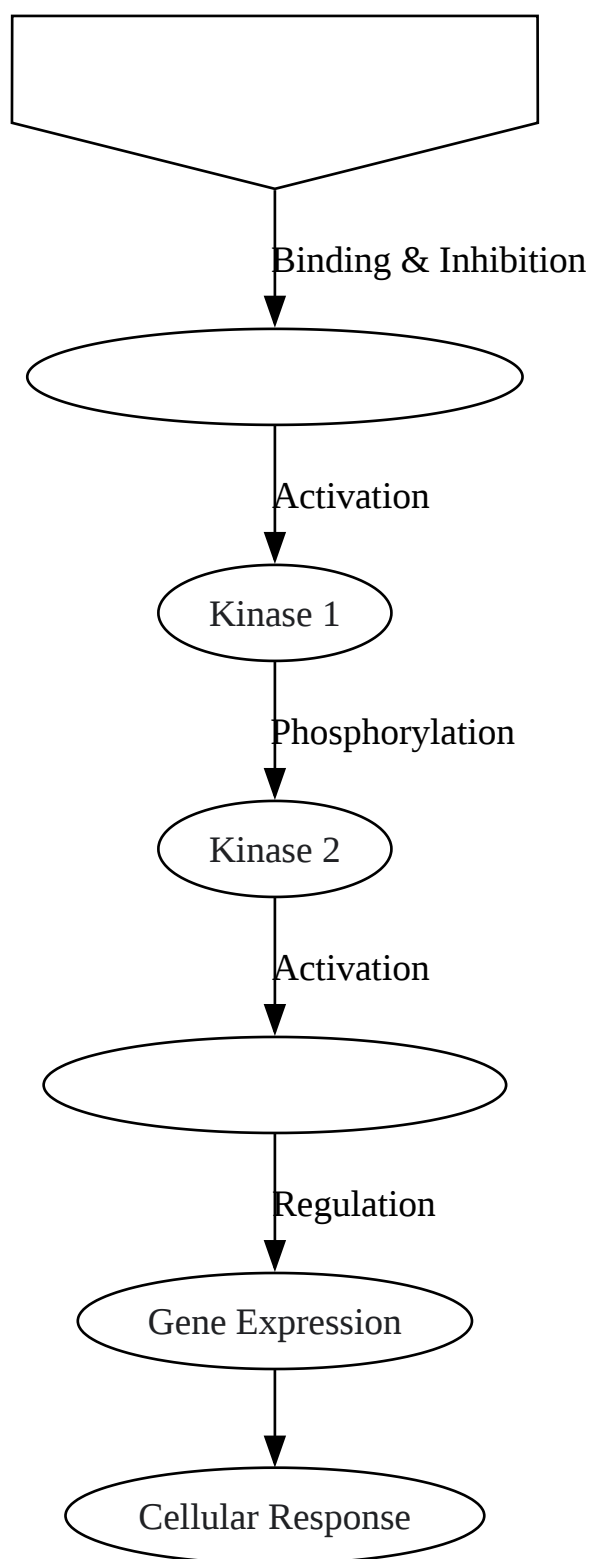 Binding & Inhibition
Activation
Kinase 1
Phosphorylation
Kinase 2
Activation
Regulation
Gene Expression
Cellular Response